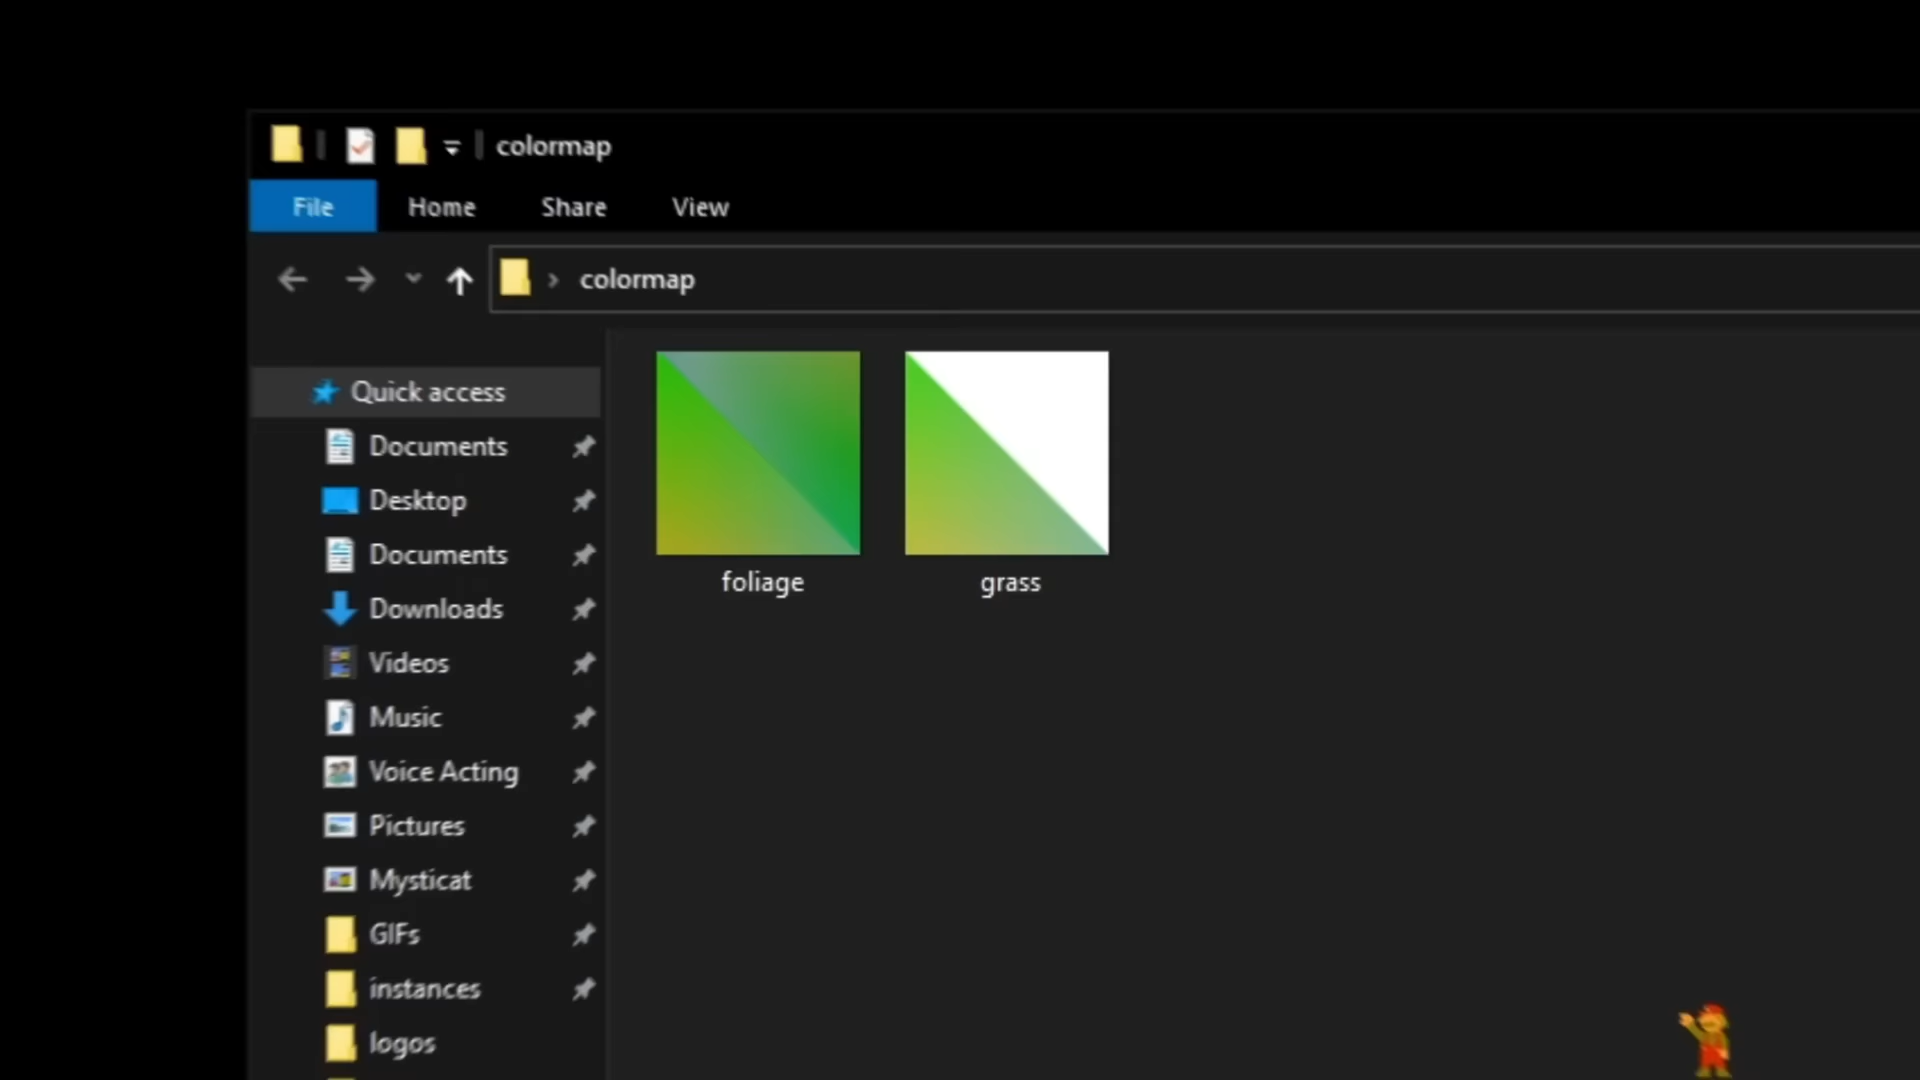 colormap
File Home Share View
colormap
Quick access
Documents
Desktop
Documents
Downloads
Videos
Music
Voice Acting
Pictures
Mysticat
GIFs
instances
logos
foliage
grass